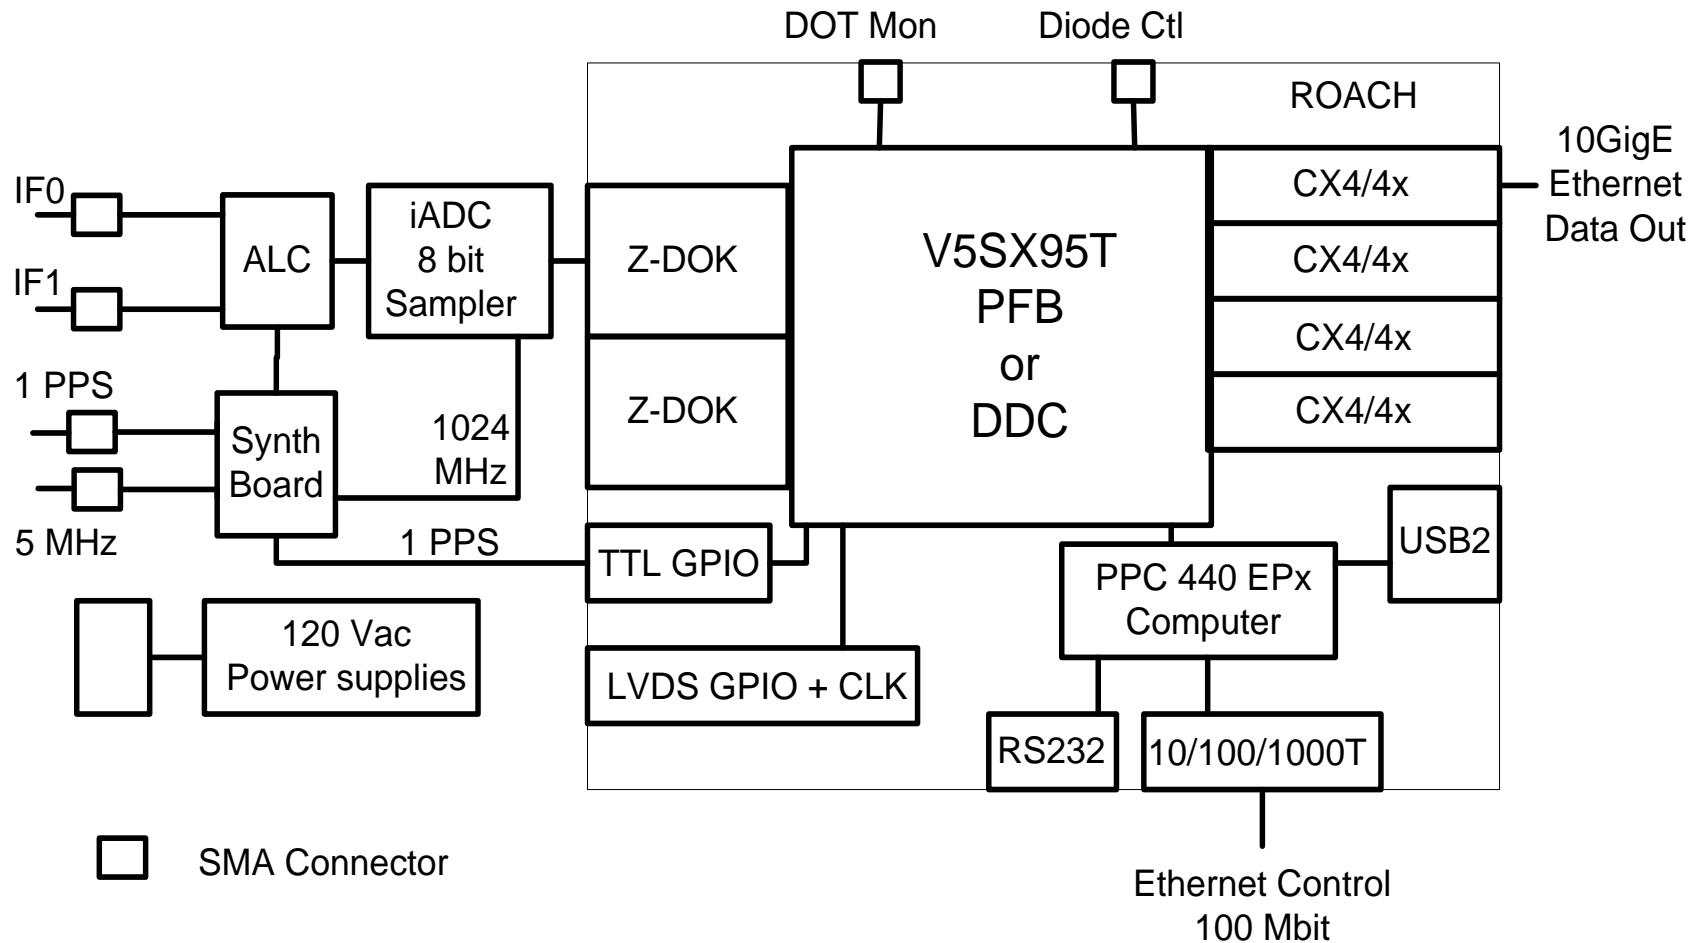 DOT Mon
Diode Ctl
ROACH
10GigE
Ethernet
Data Out
IF0
IF1
ALC
iADC
8 bit
Sampler
Z-DOK
Z-DOK
V5SX95T
PFB
or
DDC
CX4/4x
CX4/4x
CX4/4x
CX4/4x
1 PPS
5 MHz
Synth
Board
1024
MHz
1 PPS
TTL GPIO
LVDS GPIO + CLK
PPC 440 EPx
Computer
USB2
RS232
10/100/1000T
120 Vac
Power supplies
SMA Connector
Ethernet Control
100 Mbit